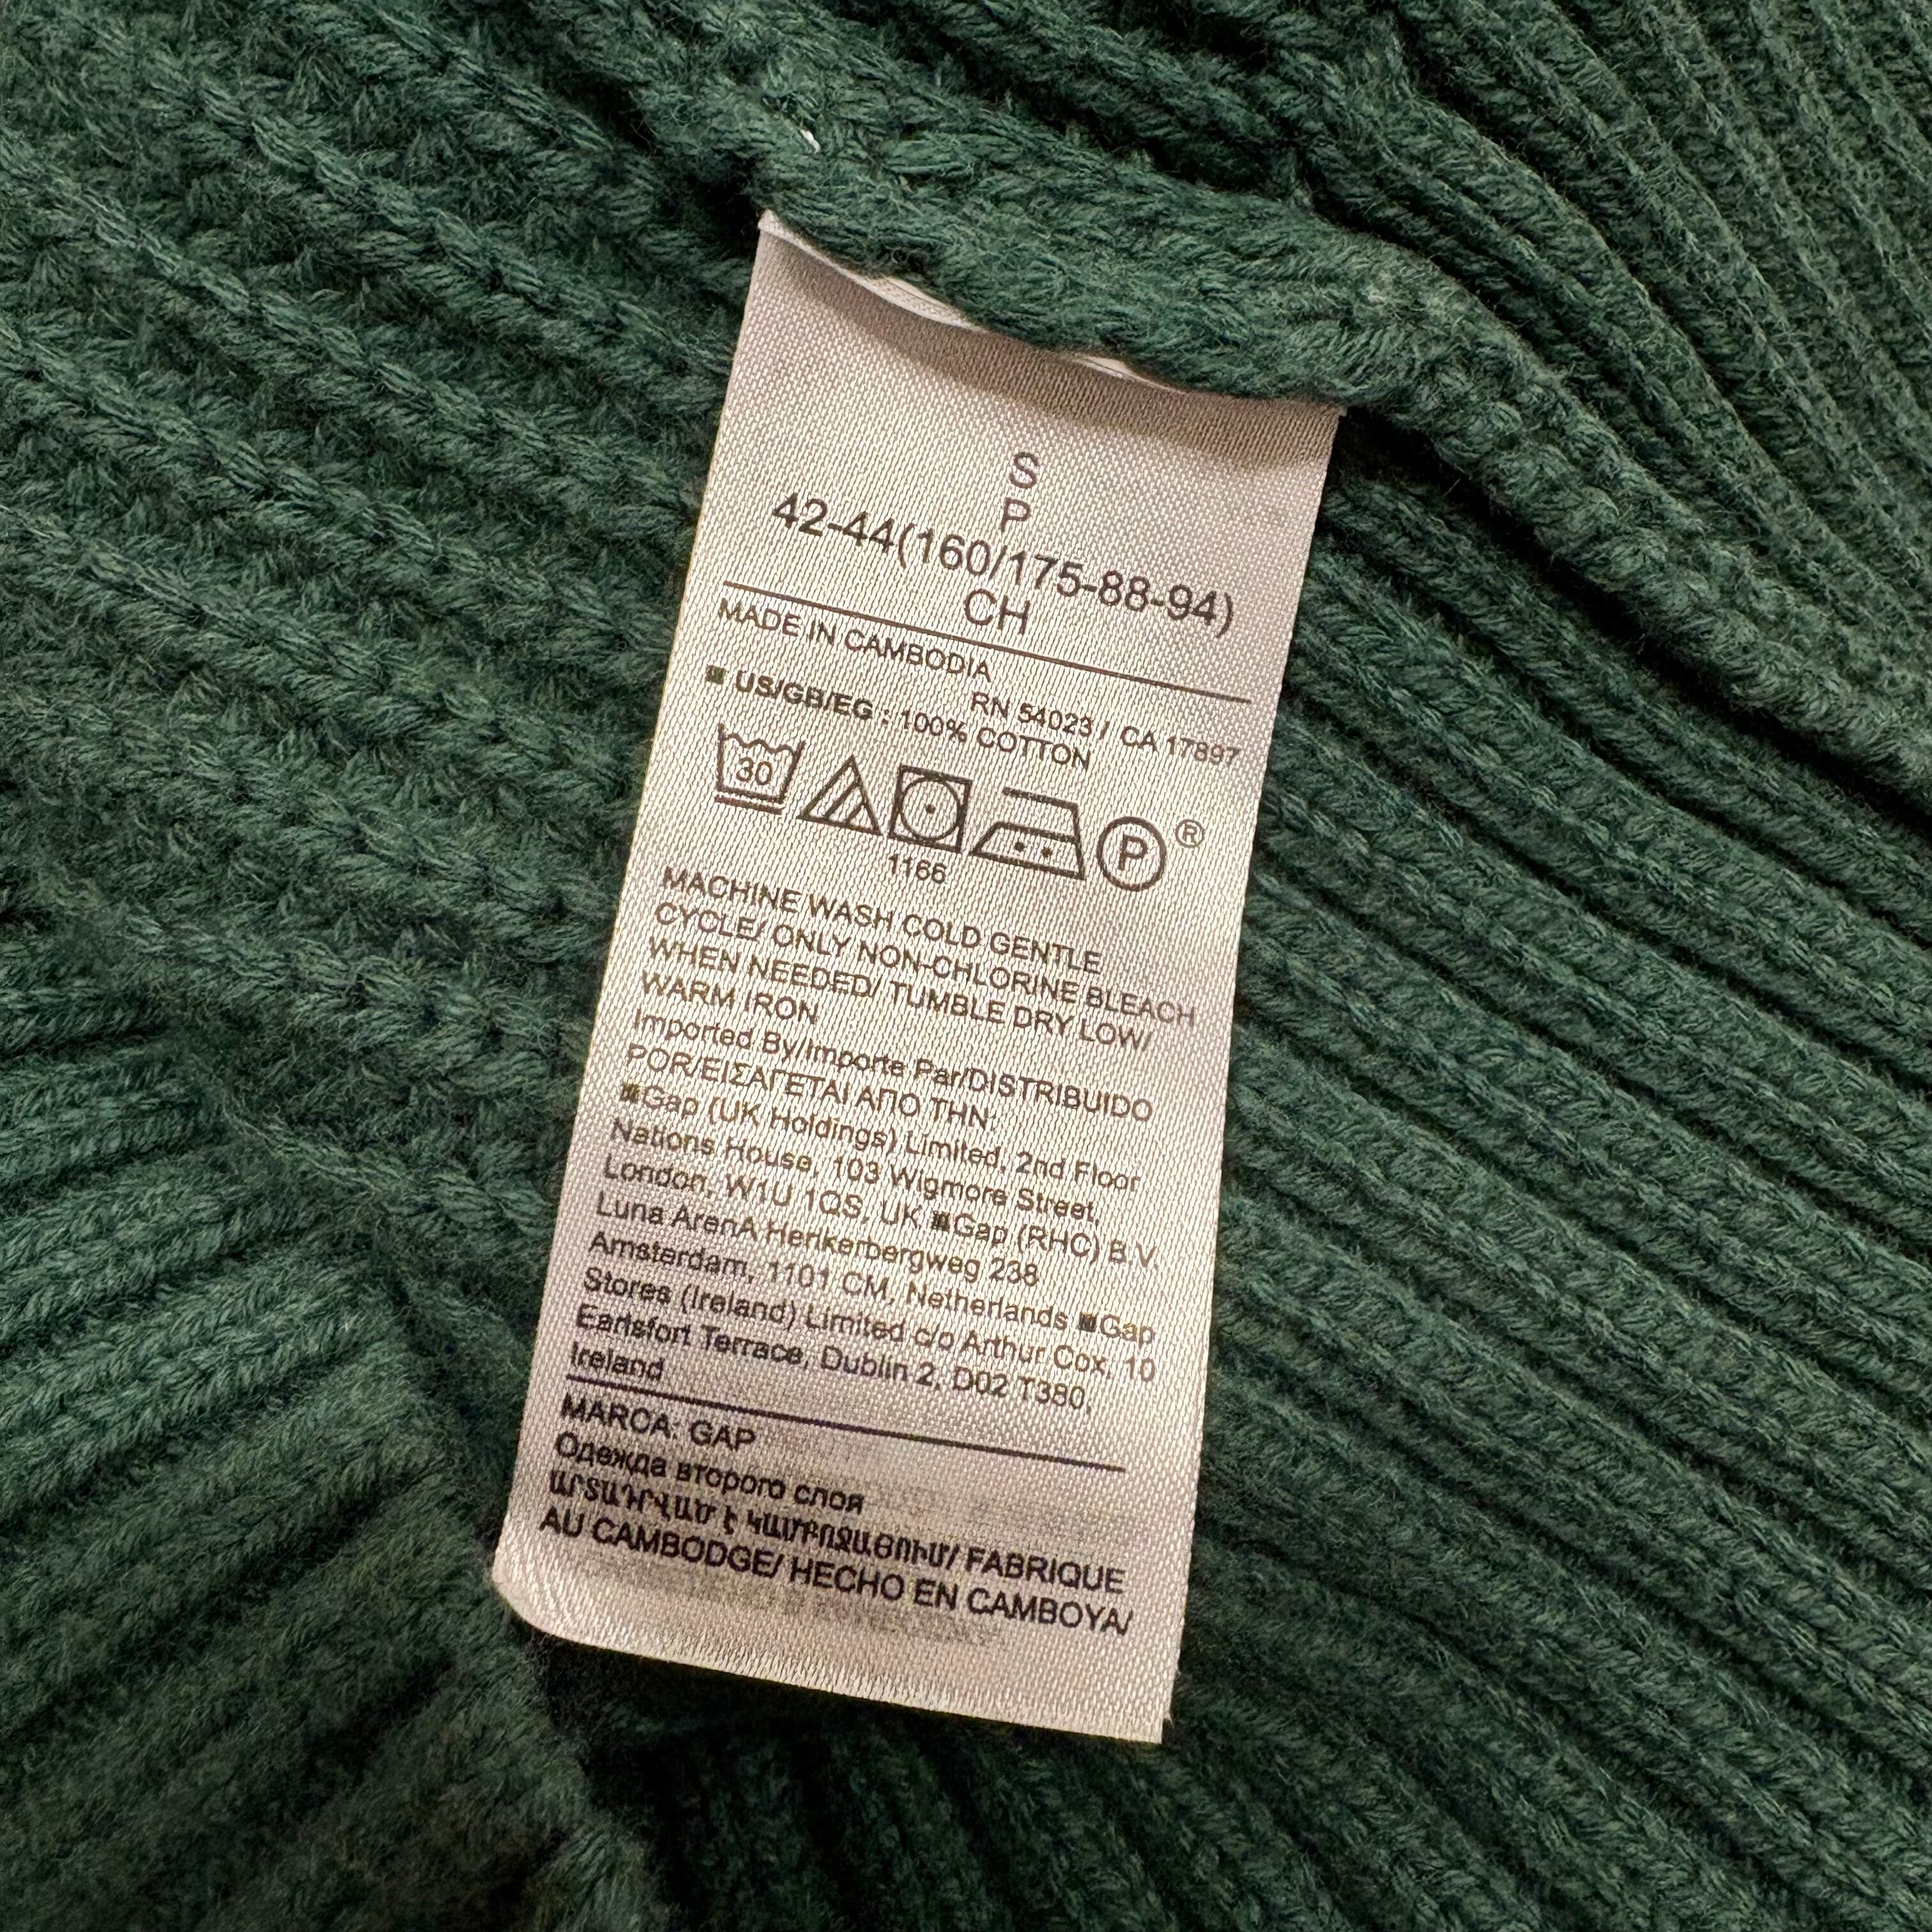 S
P
42-44(160/175-88-94)
CH
MADE IN CAMBODIA
RN 54023 / CA 17897
■ US/GB/EG : 100% COTTON
30
P ®
1166
MACHINE WASH COLD GENTLE
CYCLE/ ONLY NON-CHLORINE BLEACH
WHEN NEEDED/ TUMBLE DRY LOW/
WARM IRON
Imported By/Importe Par/DISTRIBUIDO
POR/ΕΙΣΑΓΕΤΑΙ ΑΠΟ ΤΗΝ:
■Gap (UK Holdings) Limited, 2nd Floor
Nations House, 103 Wigmore Street,
London, W1U 1QS, UK ■Gap (RHC) B.V.
Luna ArenA Herikerbergweg 238
Amsterdam, 1101 CM, Netherlands ■Gap
Stores (Ireland) Limited c/o Arthur Cox, 10
Earlsfort Terrace, Dublin 2, D02 T380,
Ireland
MARCA: GAP
Одежда второго слоя
ԱՐՏԱԴՐՎԱԾ Է ԿԱՄԲՈՋԱՅՈՒՄ/ FABRIQUE
AU CAMBODGE/ HECHO EN CAMBOYA/